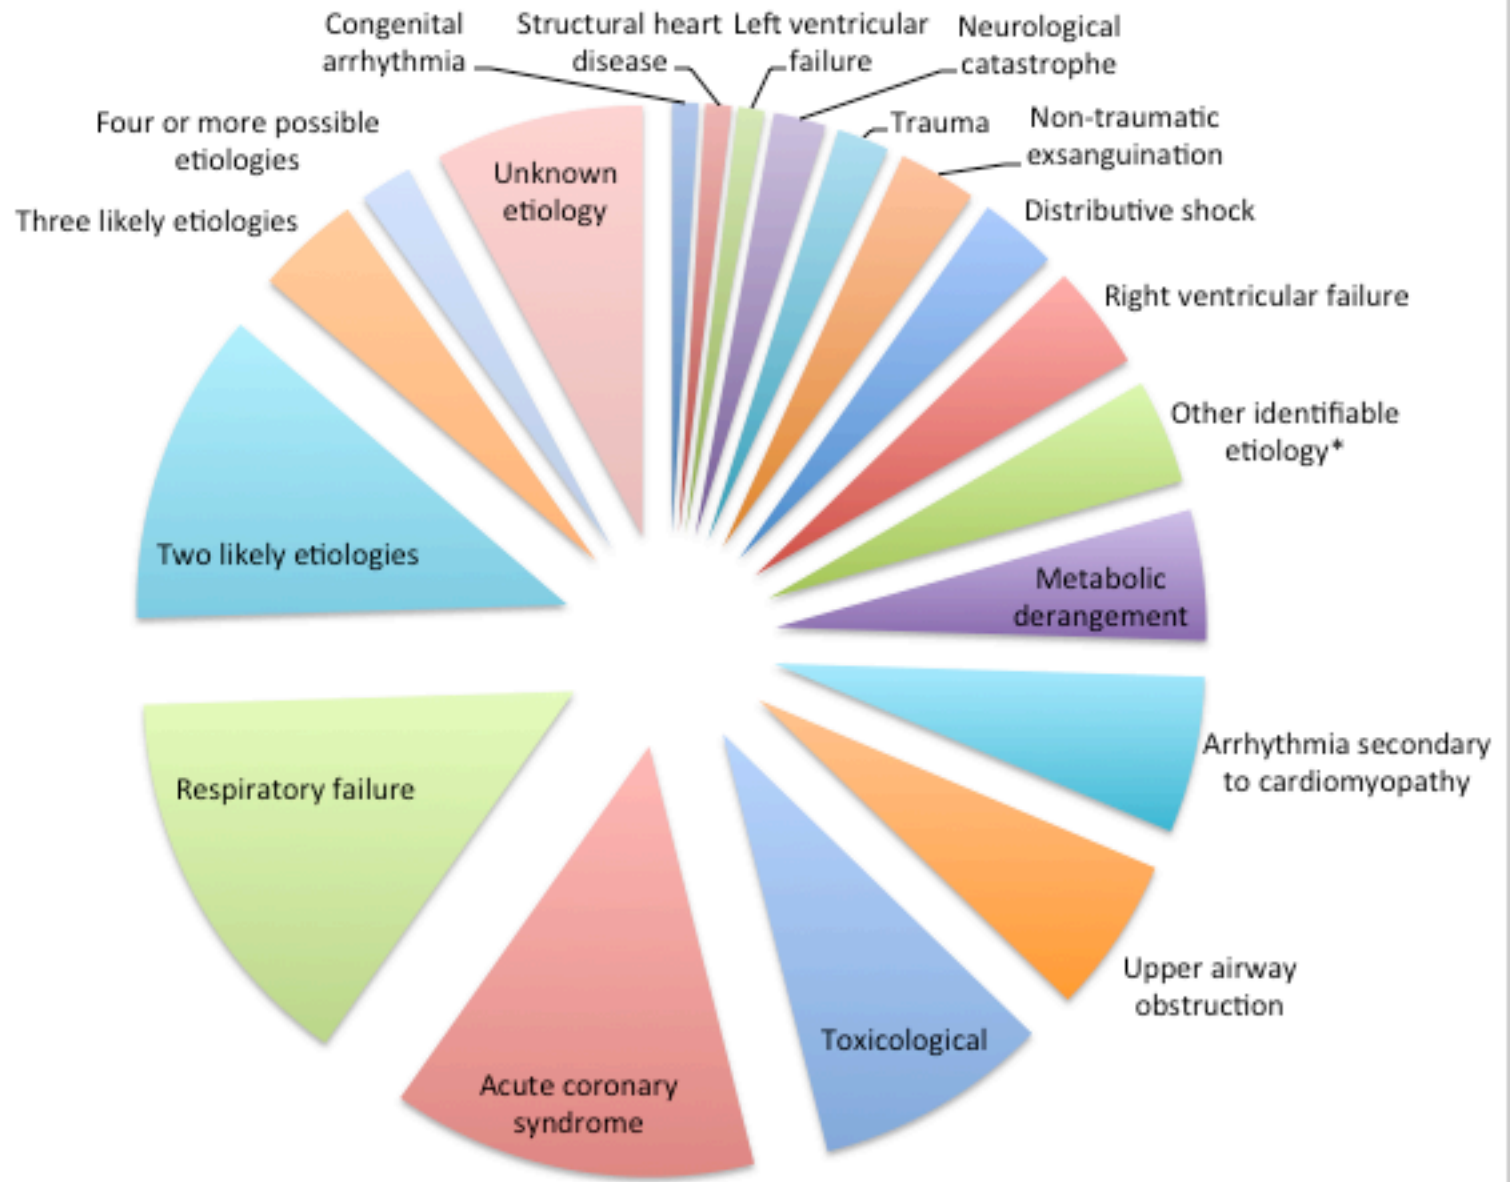 Congenital
arrhythmia
Structural heart
disease
Left ventricular
failure
Neurological
catastrophe
Trauma
Non-traumatic
exsanguination
Distributive shock
Right ventricular failure
Other identifiable
etiology*
Metabolic
derangement
Arrhythmia secondary
to cardiomyopathy
Upper airway
obstruction
Toxicological
Acute coronary
syndrome
Respiratory failure
Two likely etiologies
Three likely etiologies
Four or more possible
etiologies
Unknown
etiology